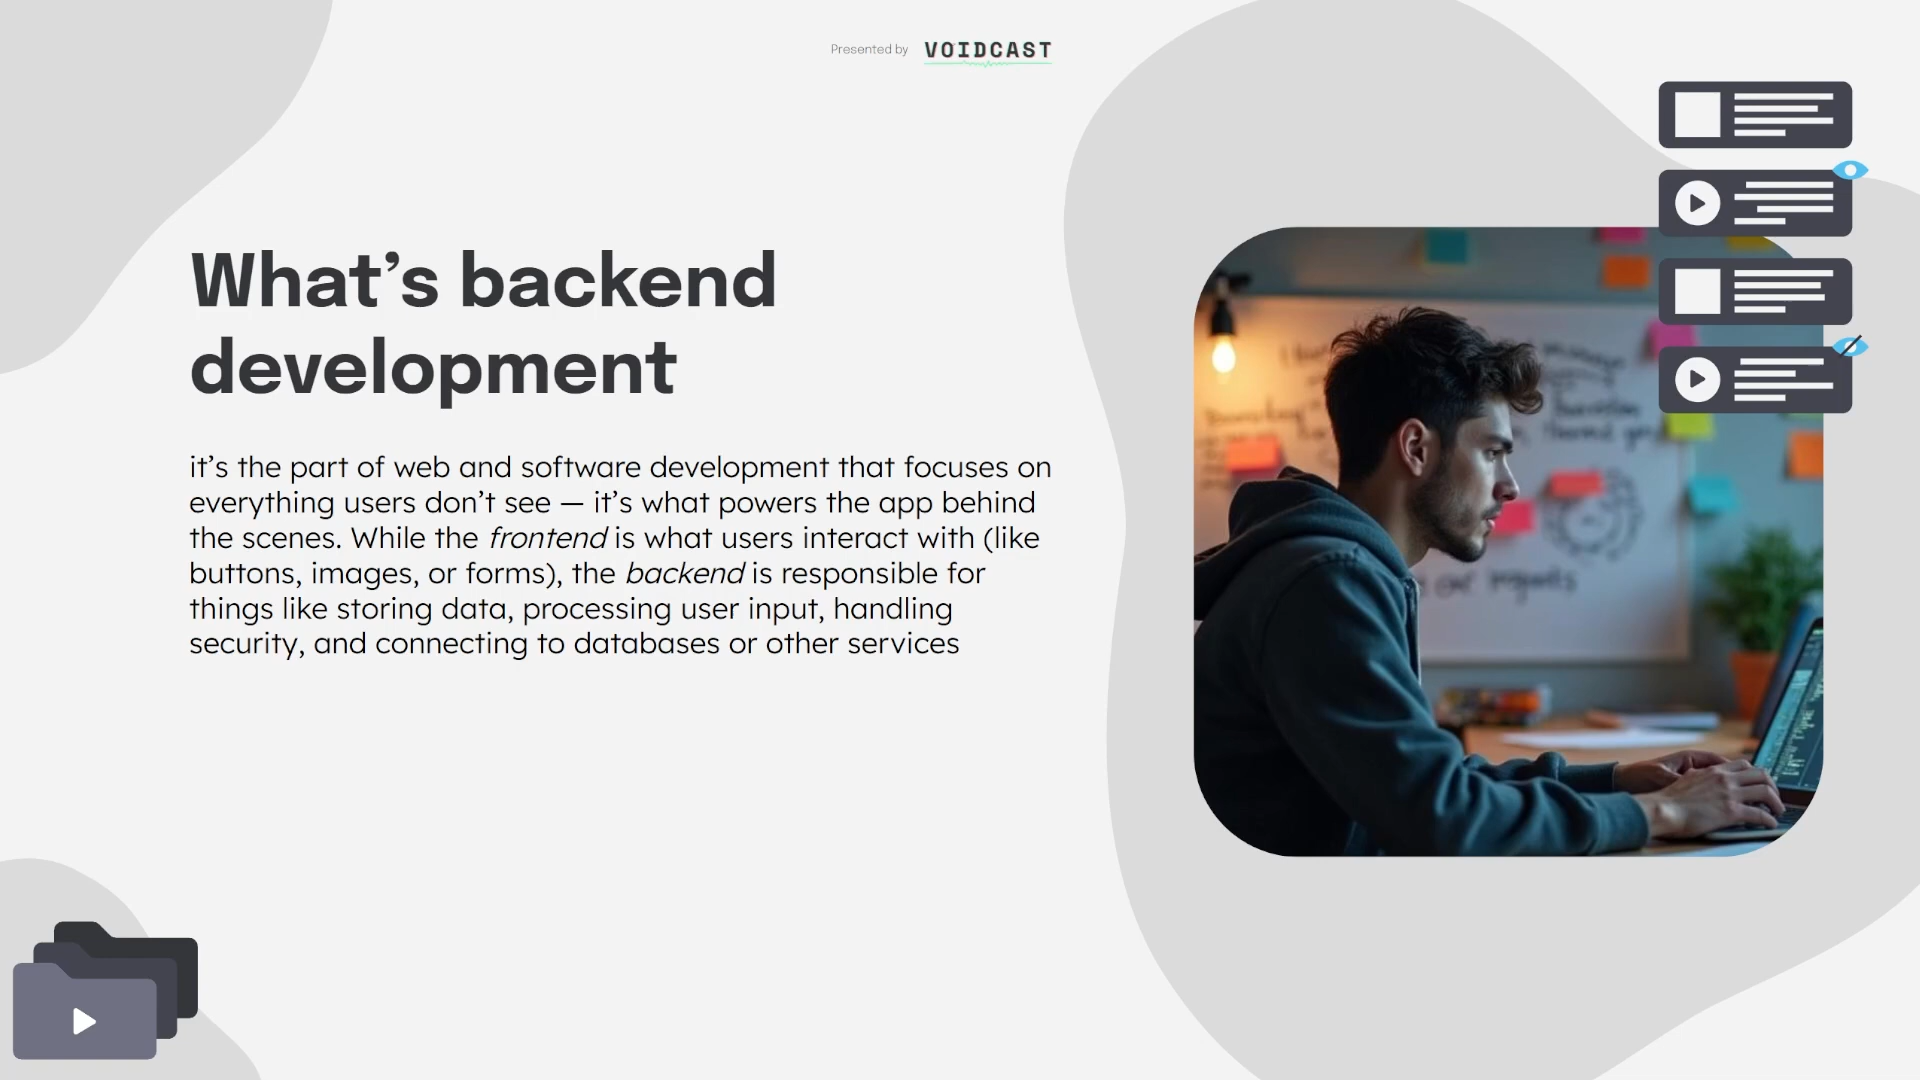 Presented by VOIDCAST
What’s backend
development
it’s the part of web and software development that focuses on
everything users don’t see — it’s what powers the app behind
the scenes. While the frontend is what users interact with (like
buttons, images, or forms), the backend is responsible for
things like storing data, processing user input, handling
security, and connecting to databases or other services